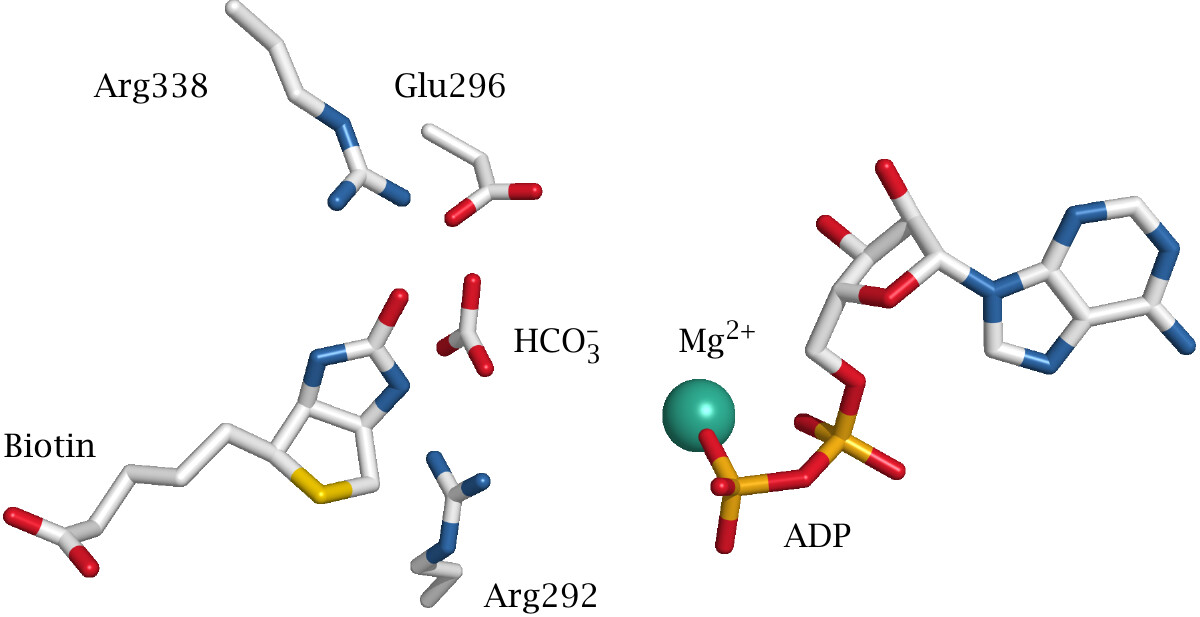 Arg338
Glu296
HCO₃⁻
Mg²⁺
Biotin
ADP
Arg292